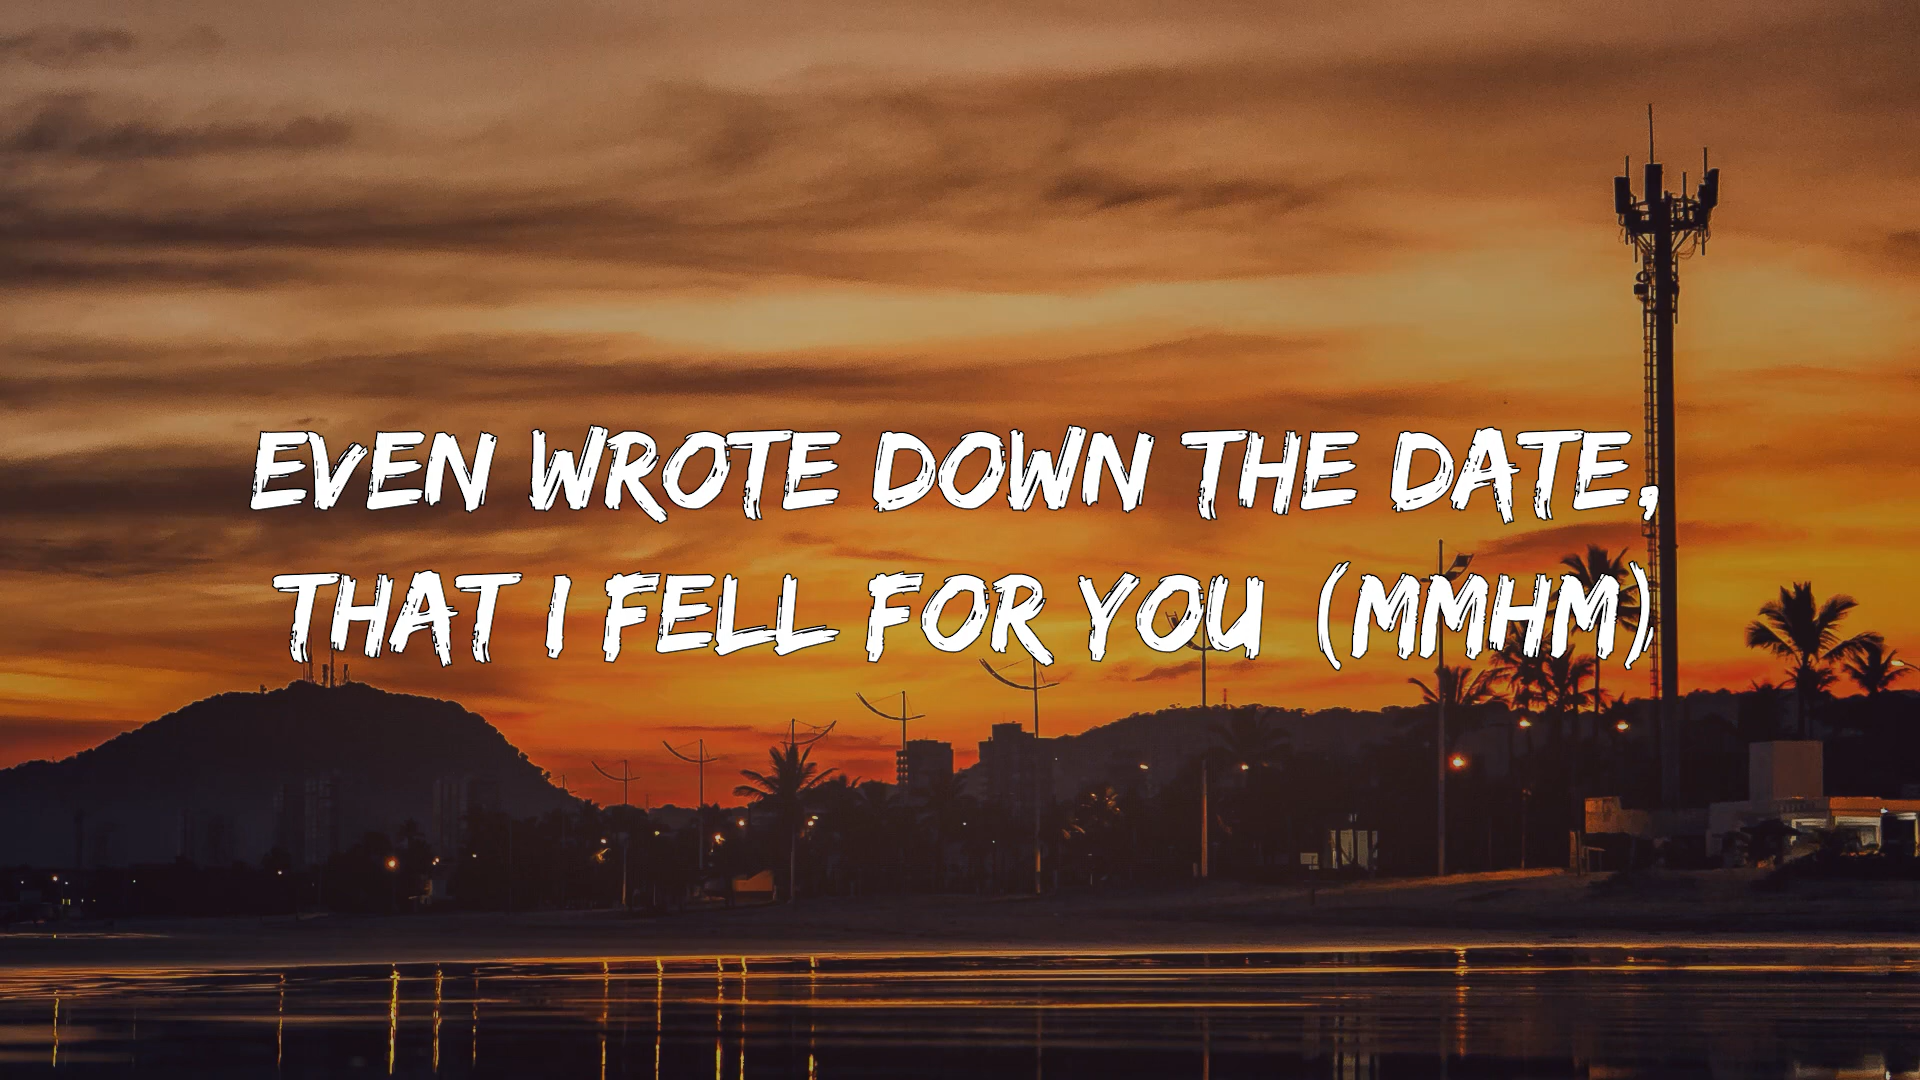 EVEN WROTE DOWN THE DATE,
THAT I FELL FOR YOU (MMHM)